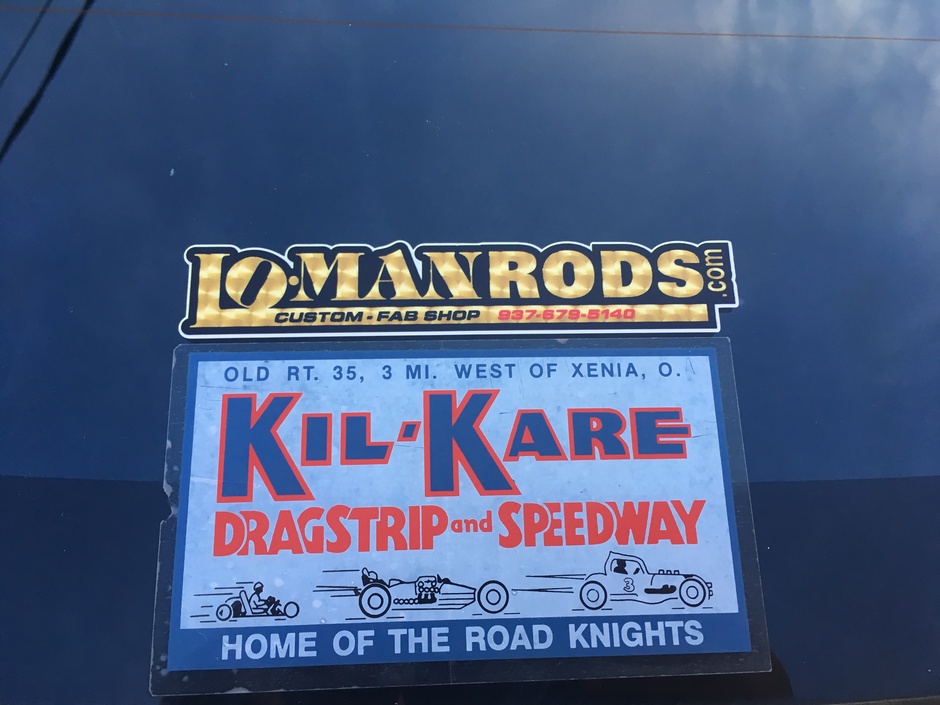 LO·MANRODS.com
CUSTOM - FAB SHOP 937-679-5140
OLD RT. 35, 3 MI. WEST OF XENIA, O.
KIL-KARE
DRAGSTRIP and SPEEDWAY
3
HOME OF THE ROAD KNIGHTS